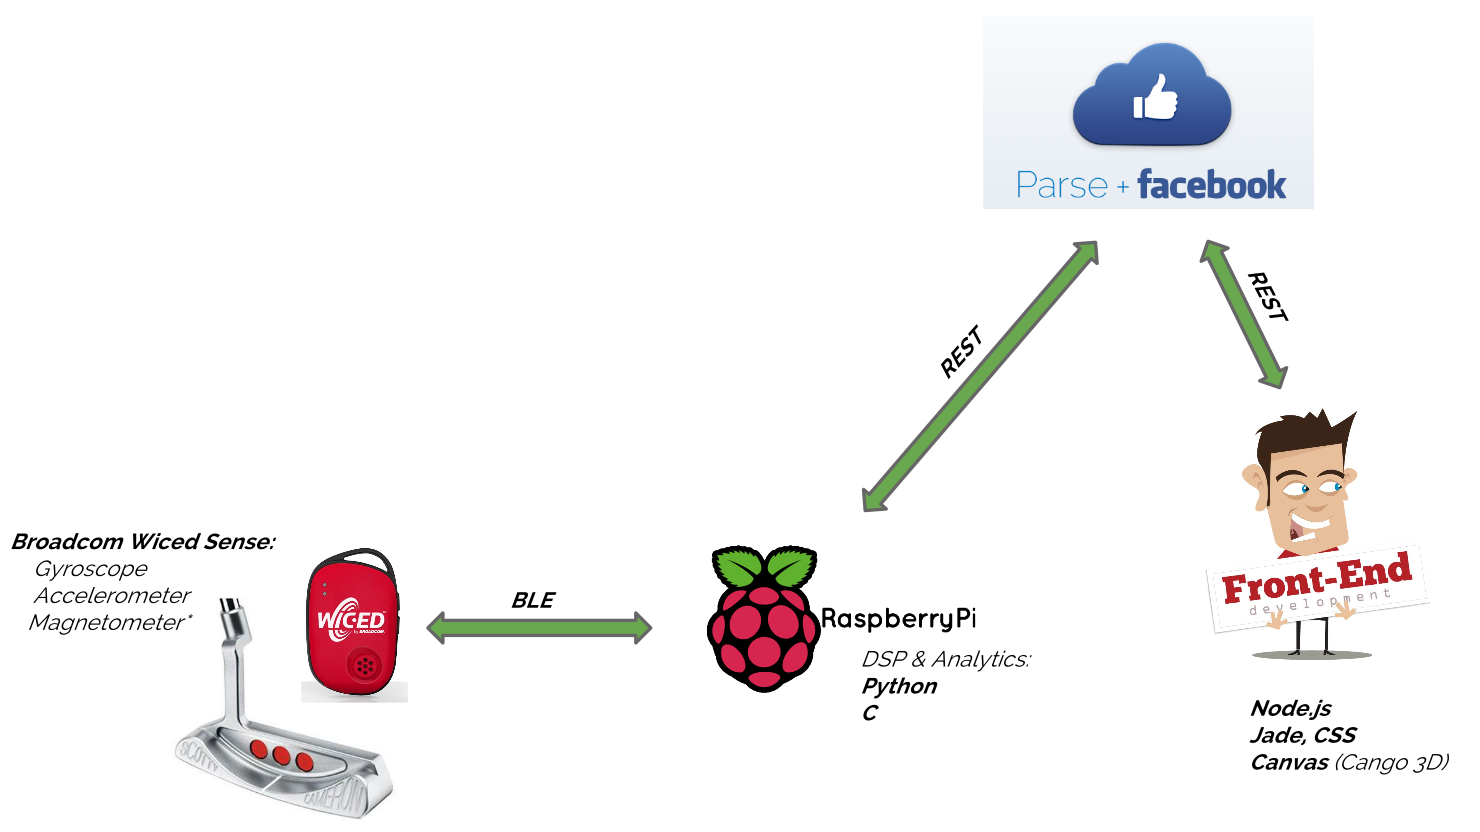 Parse + facebook
REST
REST
Broadcom Wiced Sense:
Gyroscope
Accelerometer
Magnetometer*
WICED
by BROADCOM
BLE
RaspberryPi
DSP & Analytics:
Python
C
Front-End
development
Node.js
Jade, CSS
Canvas (Cango 3D)
SCOTTY
CAMERON